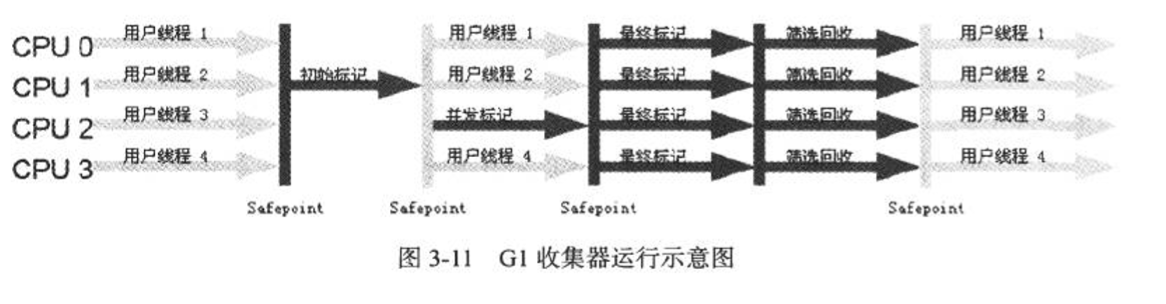 CPU 0 用户线程 1 用户线程 1 最终标记 筛选回收 用户线程 1
CPU 1 用户线程 2 初始标记 用户线程 2 最终标记 筛选回收 用户线程 2
CPU 2 用户线程 3 并发标记 最终标记 筛选回收 用户线程 3
CPU 3 用户线程 4 用户线程 4 最终标记 筛选回收 用户线程 4
Safepoint Safepoint Safepoint Safepoint
图 3-11 G1 收集器运行示意图